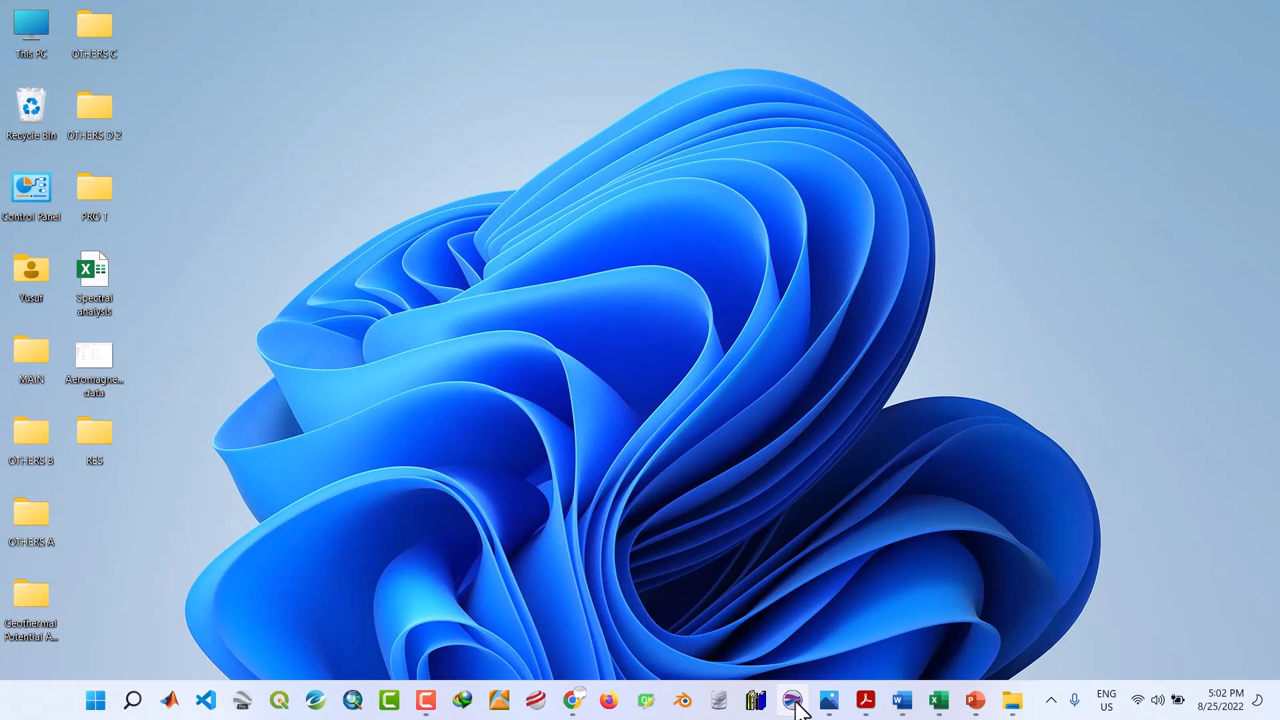 This PC
OTHERS C
Recycle Bin
OTHERS D 2
Control Panel
PRO T
Yusuf
Spectral
analysis
MAIN
Aeromagne...
data
OTHERS B
RES
OTHERS A
Geothermal
Potential A...
ENG
US
5:02 PM
8/25/2022